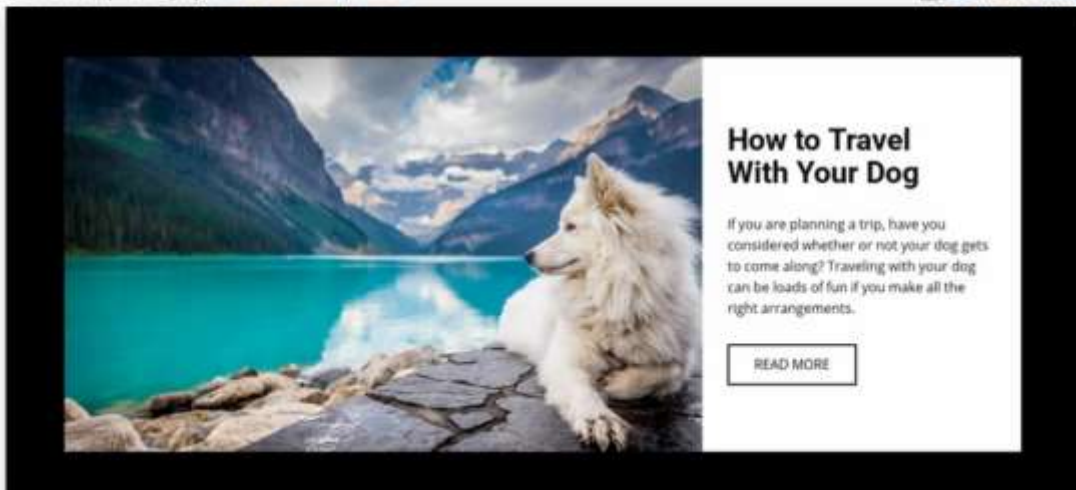 How to Travel
With Your Dog
If you are planning a trip, have you
considered whether or not your dog gets
to come along? Traveling with your dog
can be loads of fun if you make all the
right arrangements.
READ MORE